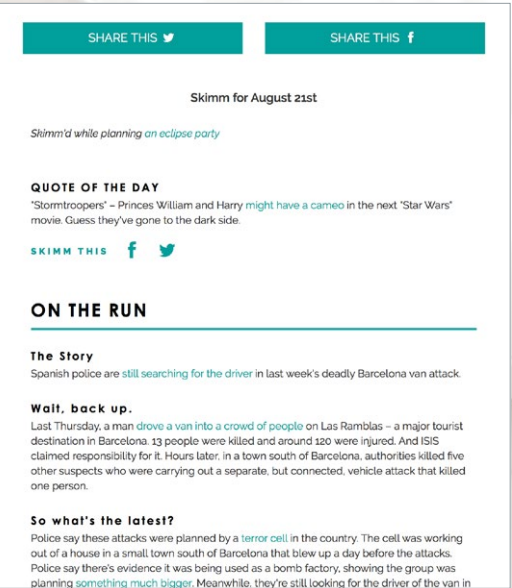 SHARE THIS
SHARE THIS
Skimm for August 21st
Skimm'd while planning an eclipse party
QUOTE OF THE DAY
"Stormtroopers" – Princes William and Harry might have a cameo in the next "Star Wars"
movie. Guess they've gone to the dark side.
SKIMM THIS
ON THE RUN
The Story
Spanish police are still searching for the driver in last week's deadly Barcelona van attack.
Wait, back up.
Last Thursday, a man drove a van into a crowd of people on Las Ramblas – a major tourist
destination in Barcelona. 13 people were killed and around 120 were injured. And ISIS
claimed responsibility for it. Hours later, in a town south of Barcelona, authorities killed five
other suspects who were carrying out a separate, but connected, vehicle attack that killed
one person.
So what's the latest?
Police say these attacks were planned by a terror cell in the country. The cell was working
out of a house in a small town south of Barcelona that blew up a day before the attacks.
Police say there's evidence it was being used as a bomb factory, showing the group was
planning something much bigger. Meanwhile, they're still looking for the driver of the van in